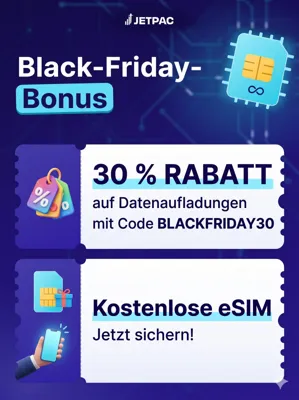 JETPAC
Black-Friday-
Bonus
30 % RABATT
auf Datenaufladungen
mit Code BLACKFRIDAY30
Kostenlose eSIM
Jetzt sichern!